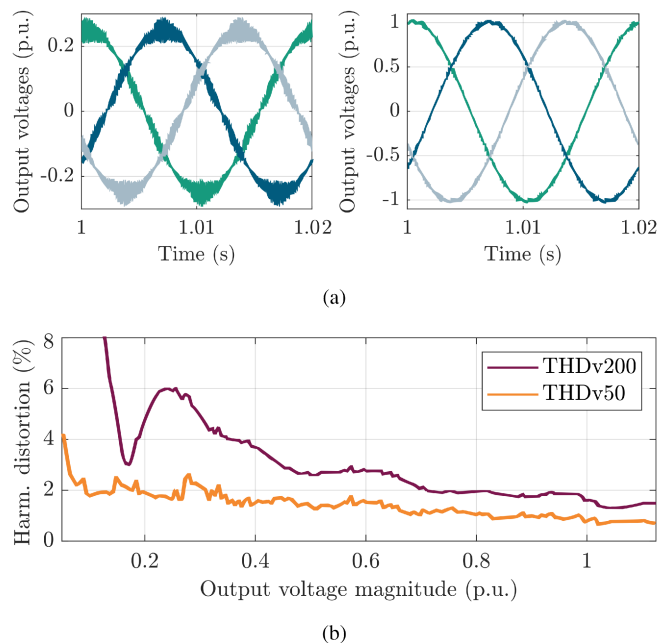 Output voltages (p.u.)
0.2
0
-0.2
1
1.01
1.02
Time (s)
Output voltages (p.u.)
1
0.5
0
-0.5
-1
1
1.01
1.02
Time (s)
(a)
Harm. distortion (%)
8
6
4
2
0
THDv200
THDv50
0.2
0.4
0.6
0.8
1
Output voltage magnitude (p.u.)
(b)